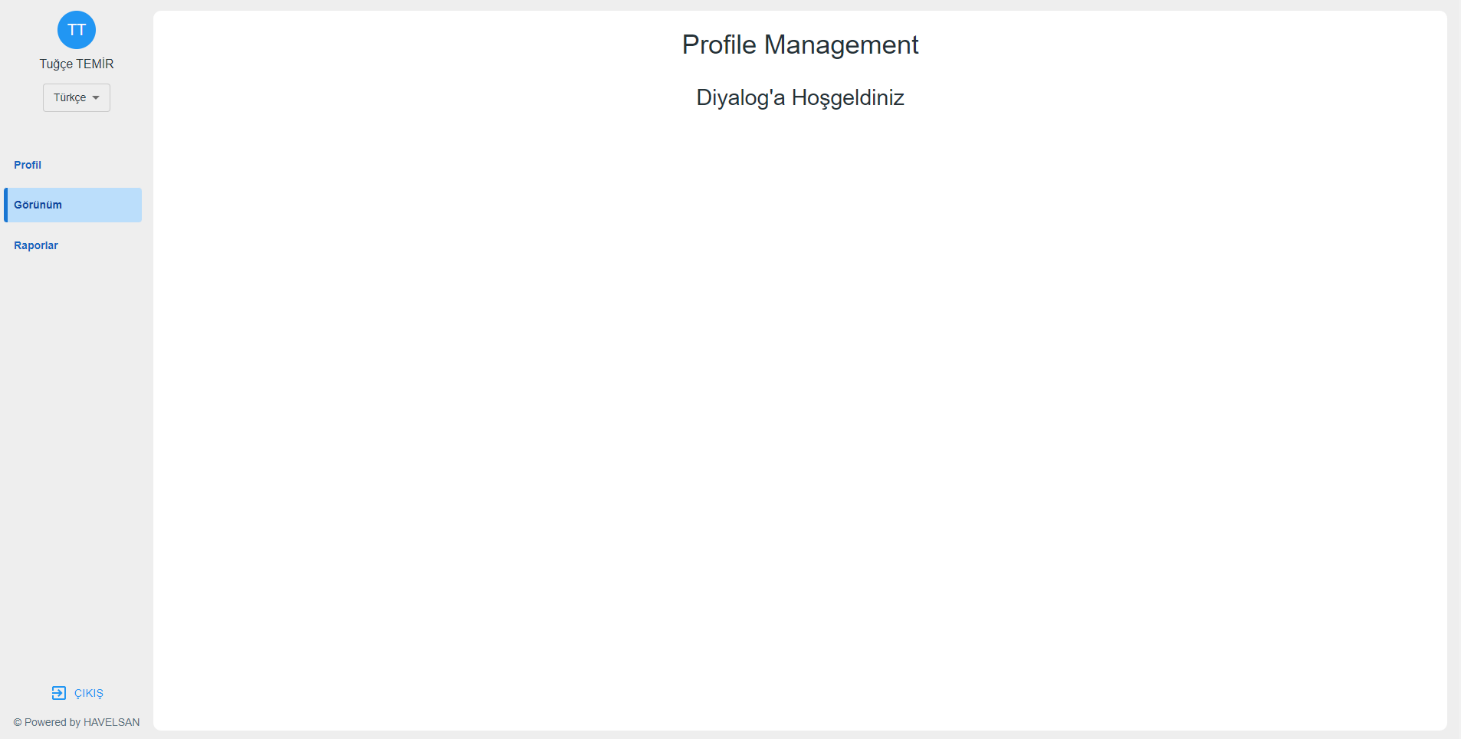 TT
Tuğçe TEMİR
Türkçe
Profil
Görünüm
Raporlar
ÇIKIŞ
© Powered by HAVELSAN
Profile Management
Diyalog'a Hoşgeldiniz